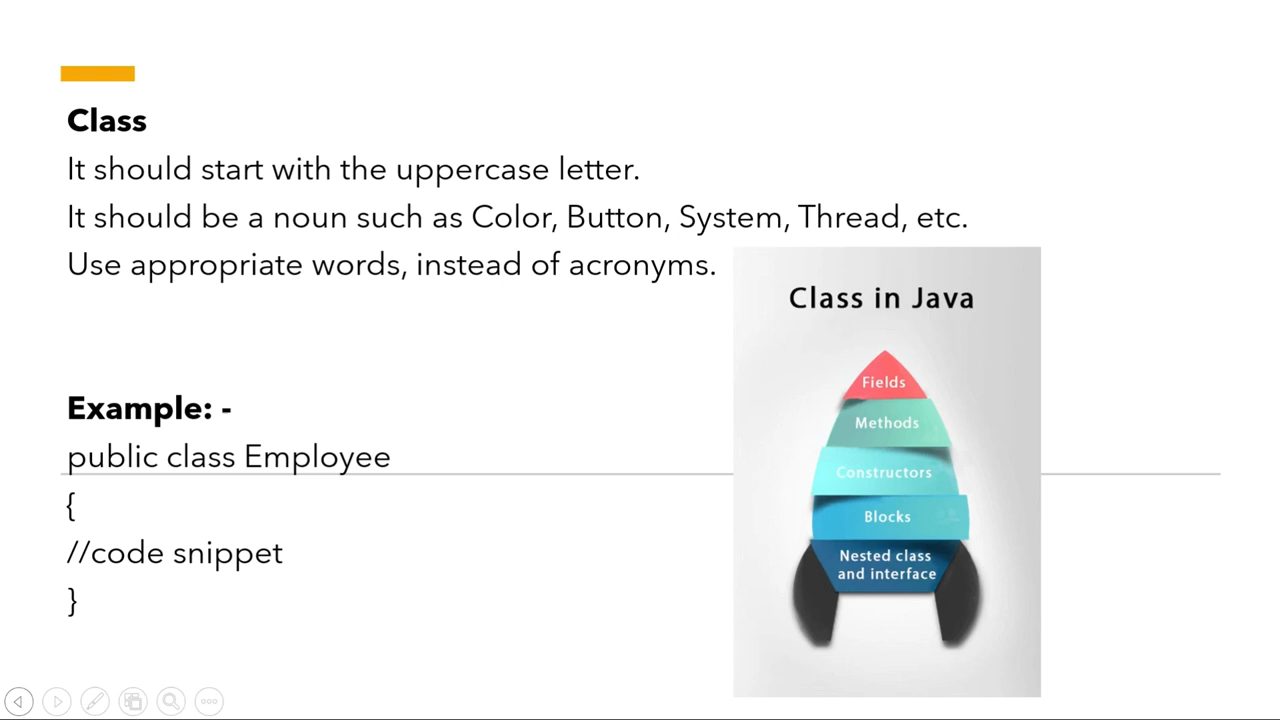 Class
It should start with the uppercase letter.
It should be a noun such as Color, Button, System, Thread, etc.
Use appropriate words, instead of acronyms.
Example: -
public class Employee
{
//code snippet
}
Class in Java
Fields
Methods
Constructors
Blocks
Nested class
and interface